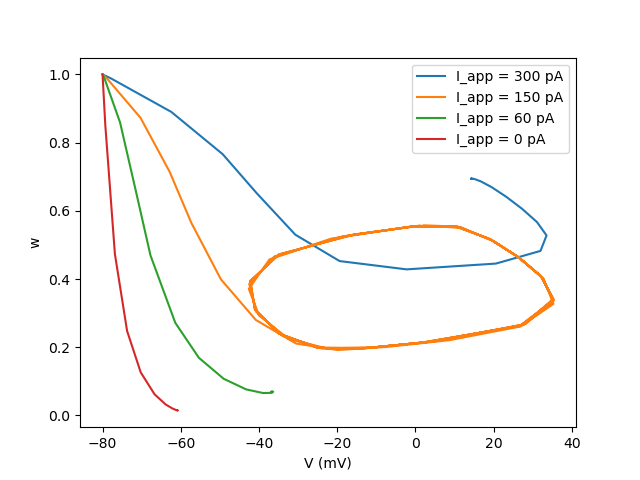 I_app = 300 pA
I_app = 150 pA
I_app = 60 pA
I_app = 0 pA
1.0
0.8
0.6
0.4
0.2
0.0
w
−80 −60 −40 −20 0 20 40
V (mV)